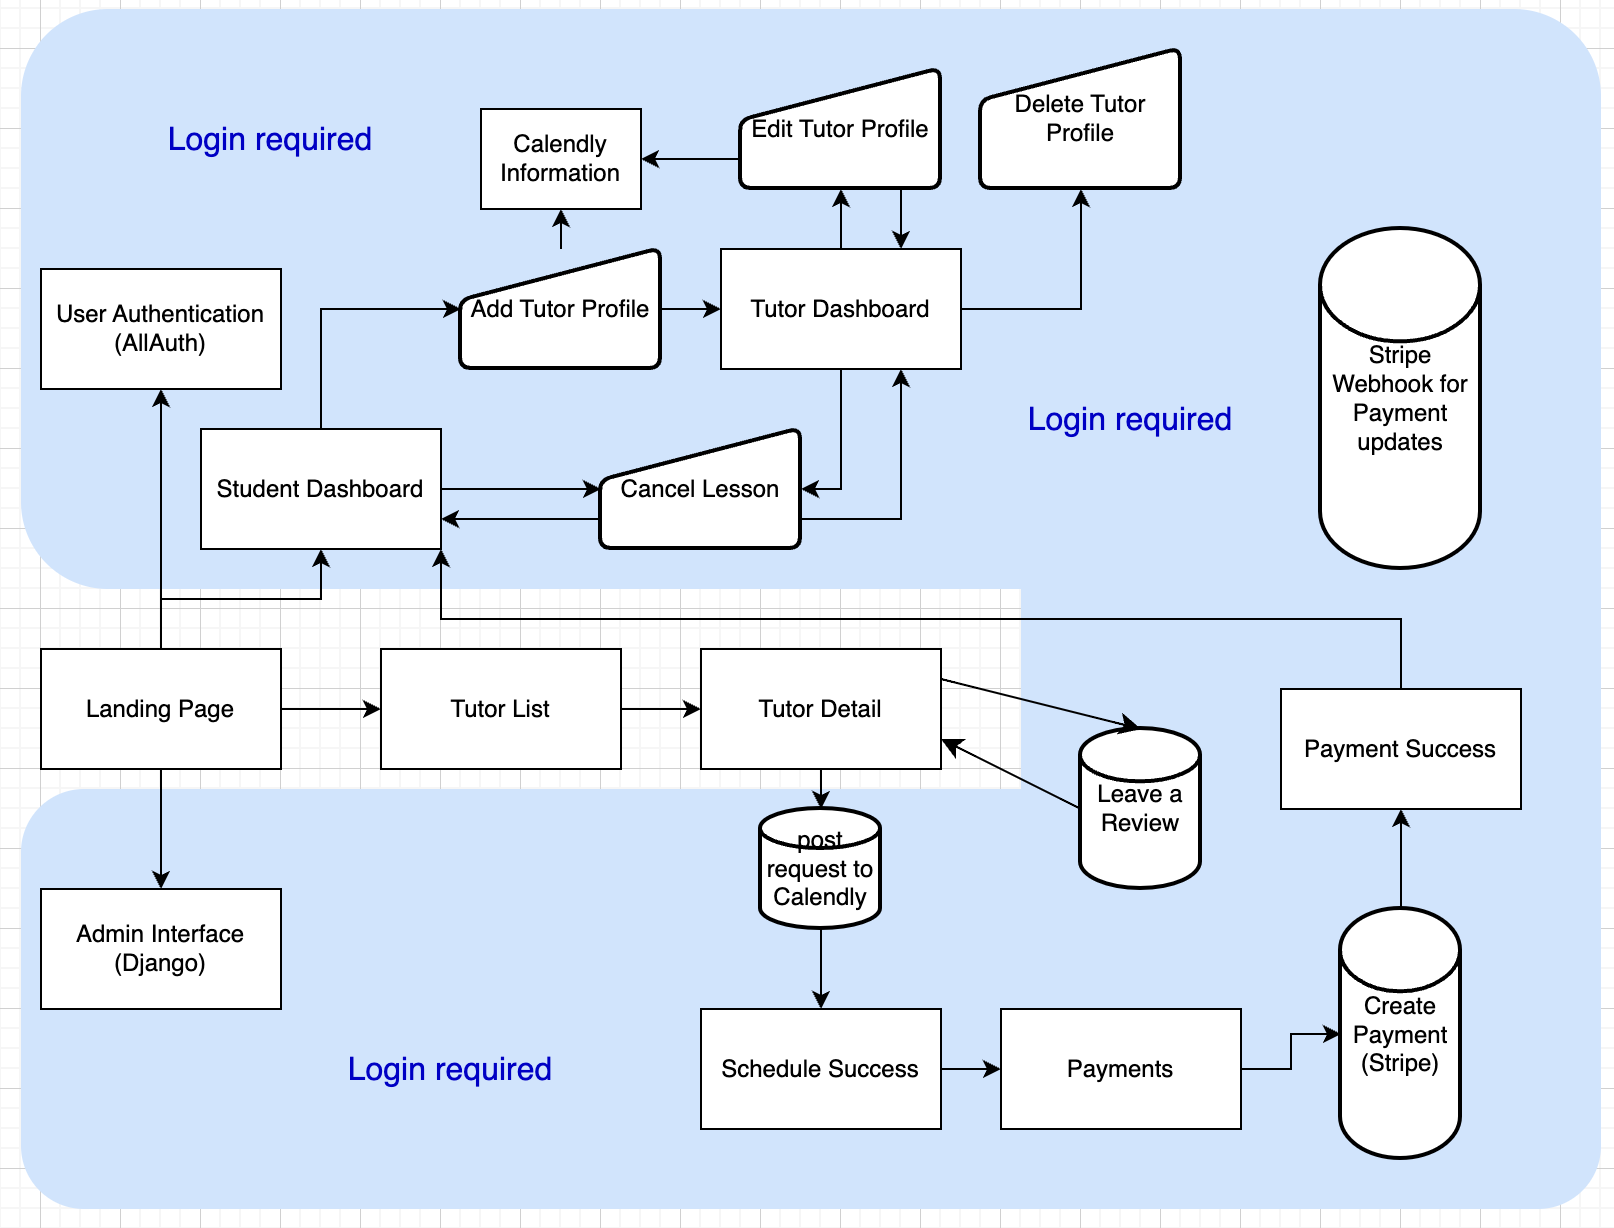 Delete Tutor
Profile
Edit Tutor Profile
Login required
Calendly
Information
User Authentication
(AllAuth)
Add Tutor Profile
Tutor Dashboard
Stripe
Webhook for
Payment
updates
Login required
Student Dashboard
Cancel Lesson
Landing Page
Tutor List
Tutor Detail
Payment Success
Leave a
Review
post
request to
Calendly
Admin Interface
(Django)
Create
Payment
(Stripe)
Login required
Schedule Success
Payments